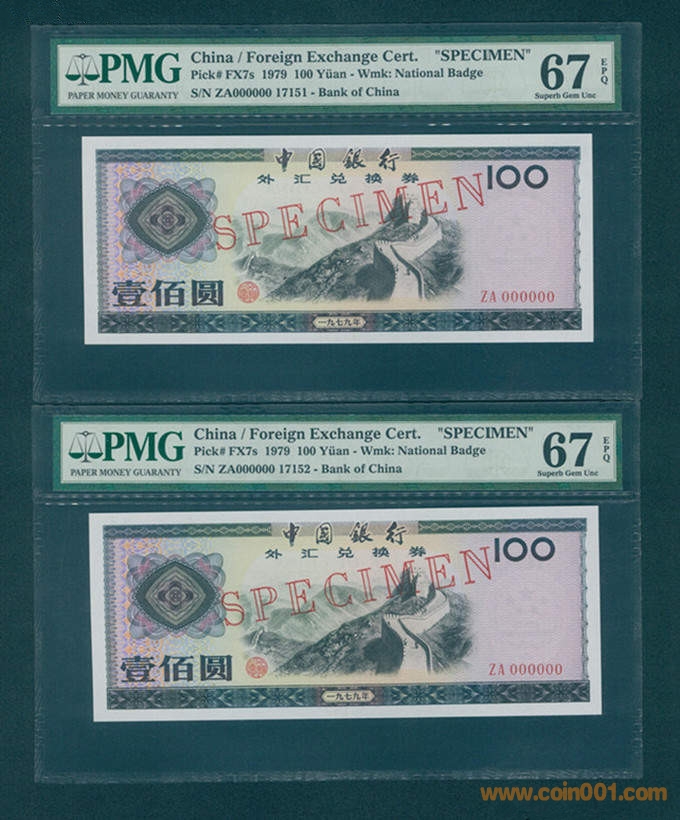 PMG
PAPER MONEY GUARANTY
China / Foreign Exchange Cert. "SPECIMEN"
Pick# FX7s 1979 100 Yüan - Wmk: National Badge
S/N ZA000000 17151 - Bank of China
67 EPQ
Superb Gem Unc
中国银行
外汇兑换券
100
SPECIMEN
壹佰圆
ZA 000000
一九七九年
PMG
PAPER MONEY GUARANTY
China / Foreign Exchange Cert. "SPECIMEN"
Pick# FX7s 1979 100 Yüan - Wmk: National Badge
S/N ZA000000 17152 - Bank of China
67 EPQ
Superb Gem Unc
中国银行
外汇兑换券
100
SPECIMEN
壹佰圆
ZA 000000
一九七九年
www.coin001.com